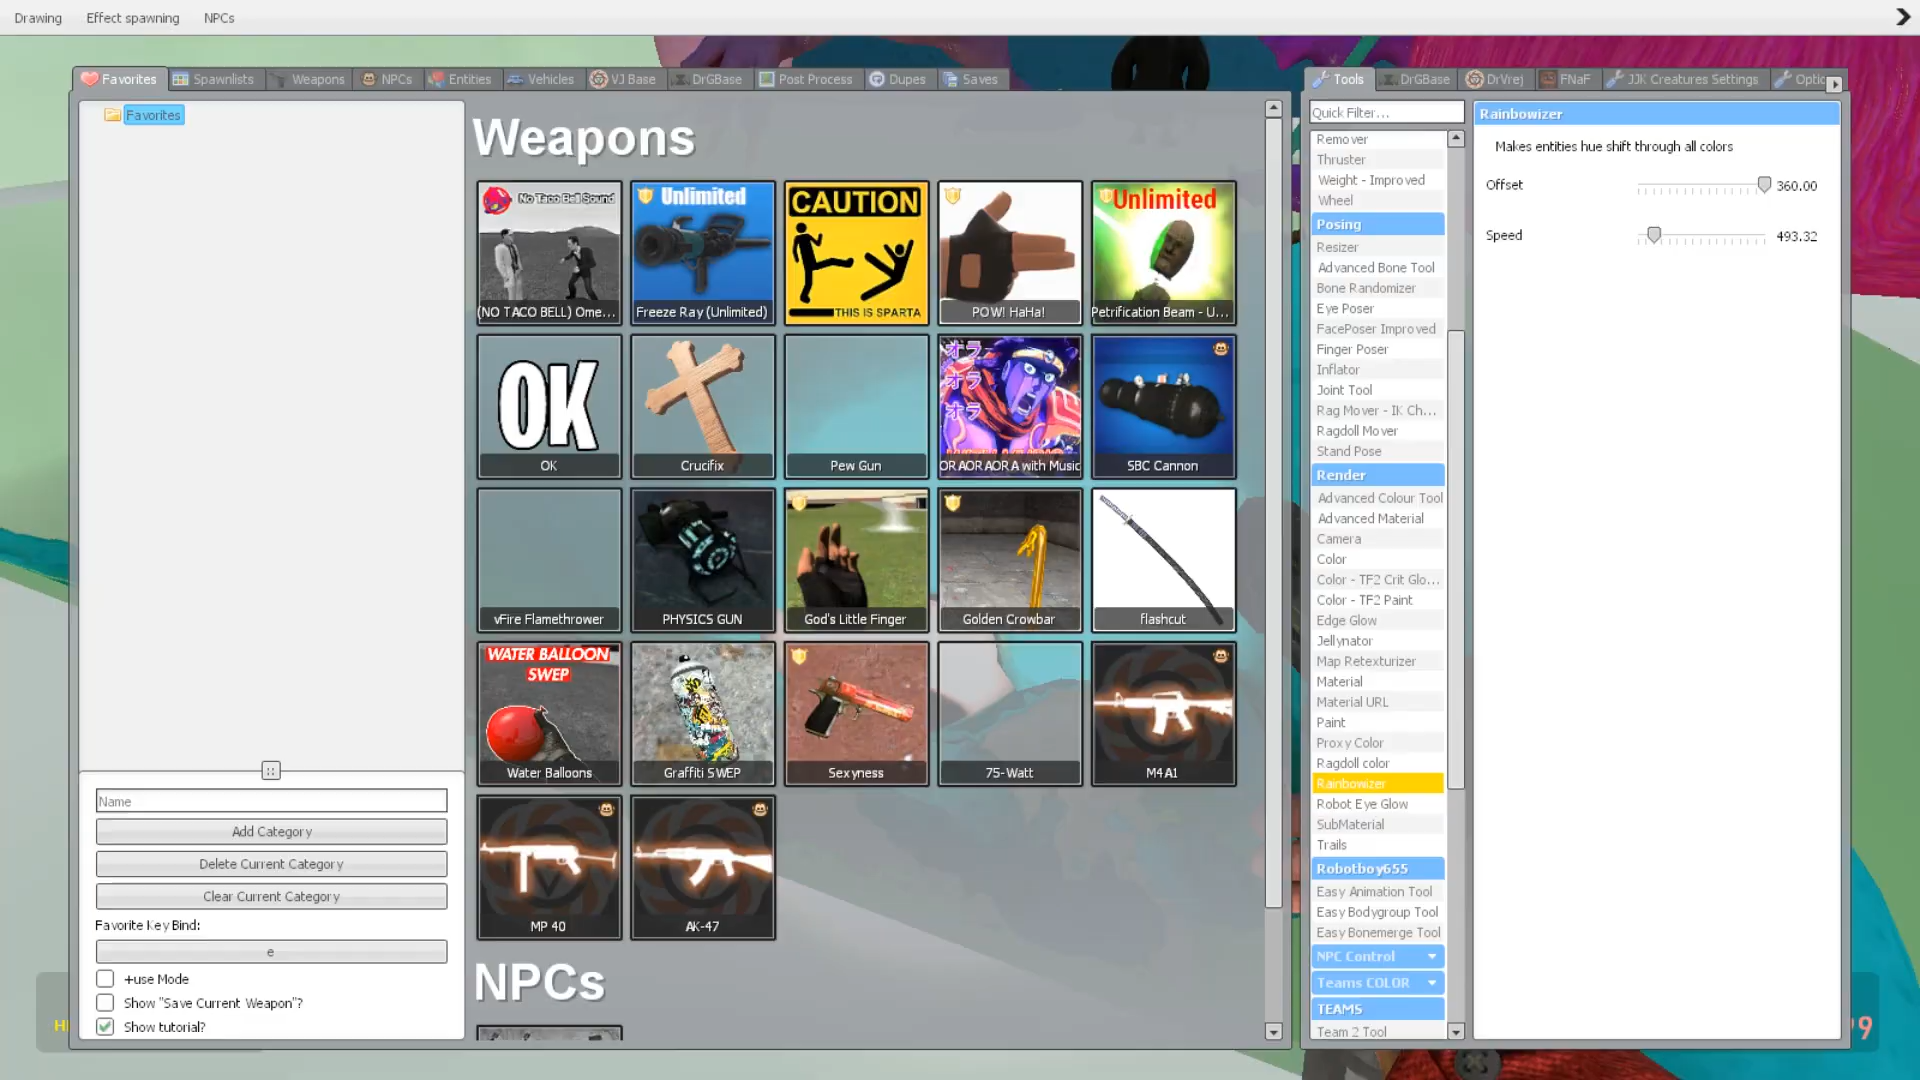 Drawing
Effect spawning
NPCs
Favorites
Spawnlists
Weapons
NPCs
Entities
Vehicles
VJ Base
DrGBase
Post Process
Dupes
Saves
Favorites
Name
Add Category
Delete Current Category
Clear Current Category
Favorite Key Bind:
e
+use Mode
Show "Save Current Weapon"?
Show tutorial?
Weapons
No Taco Bell Sound
(NO TACO BELL) Ome...
Unlimited
Freeze Ray (Unlimited)
CAUTION
THIS IS SPARTA
POW! HaHa!
Unlimited
Petrification Beam - U...
OK
OK
Crucifix
Pew Gun
オラ
オラ
オラ
ORAORAORA with Music
SBC Cannon
vFire Flamethrower
PHYSICS GUN
God's Little Finger
Golden Crowbar
flashcut
WATER BALLOON
SWEP
Water Balloons
Graffiti SWEP
Sexyness
75-Watt
M4A1
MP 40
AK-47
NPCs
Tools
DrGBase
DrVrej
FNaF
JJK Creatures Settings
Optio
Quick Filter...
Remover
Thruster
Weight - Improved
Wheel
Posing
Resizer
Advanced Bone Tool
Bone Randomizer
Eye Poser
FacePoser Improved
Finger Poser
Inflator
Joint Tool
Rag Mover - IK Ch...
Ragdoll Mover
Stand Pose
Render
Advanced Colour Tool
Advanced Material
Camera
Color
Color - TF2 Crit Glo...
Color - TF2 Paint
Edge Glow
Jellynator
Map Retexturizer
Material
Material URL
Paint
Proxy Color
Ragdoll color
Rainbowizer
Robot Eye Glow
SubMaterial
Trails
Robotboy655
Easy Animation Tool
Easy Bodygroup Tool
Easy Bonemerge Tool
NPC Control
Teams COLOR
TEAMS
Team 2 Tool
Rainbowizer
Makes entities hue shift through all colors
Offset 360.00
Speed 493.32